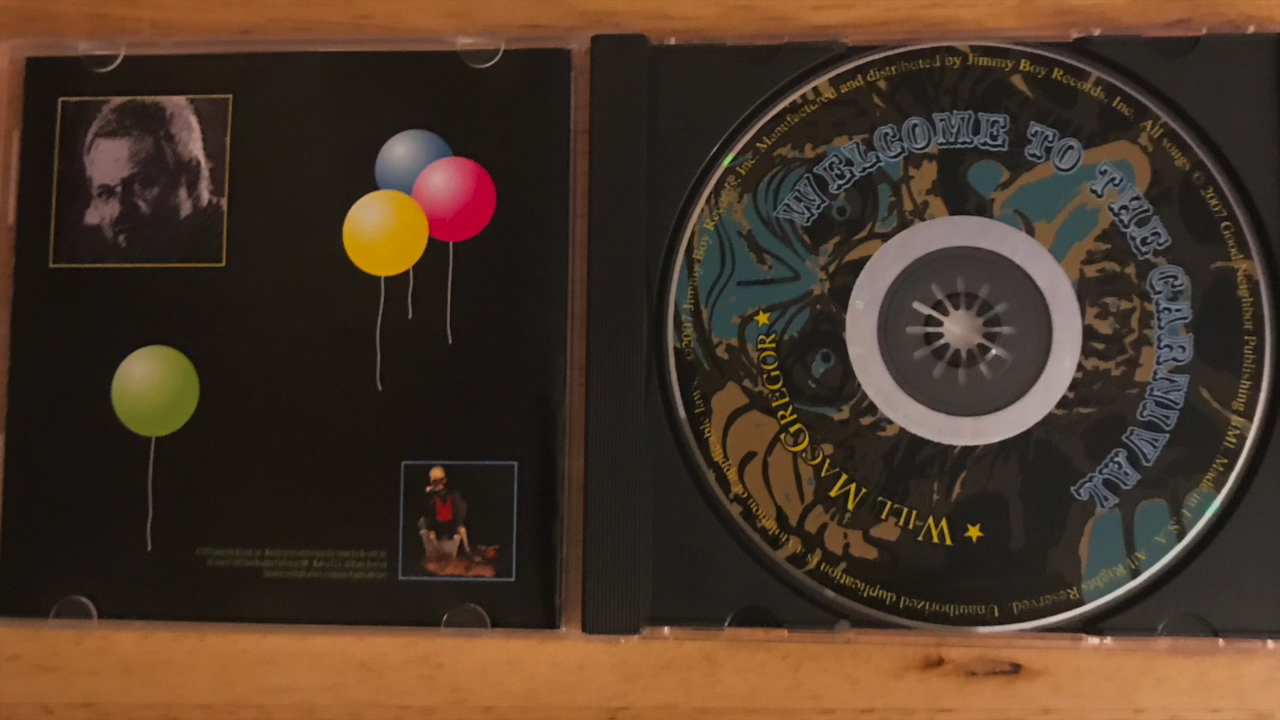 WELCOME TO THE CARNIVAL
★ WILL MACGREGOR ★
©2007 Jimmy Boy Records, Inc. Manufactured and distributed by Jimmy Boy Records, Inc. All songs © 2007 Good Neighbor Publishing BMI. Made in U.S.A. All Rights Reserved. Unauthorized duplication is a violation of applicable laws.